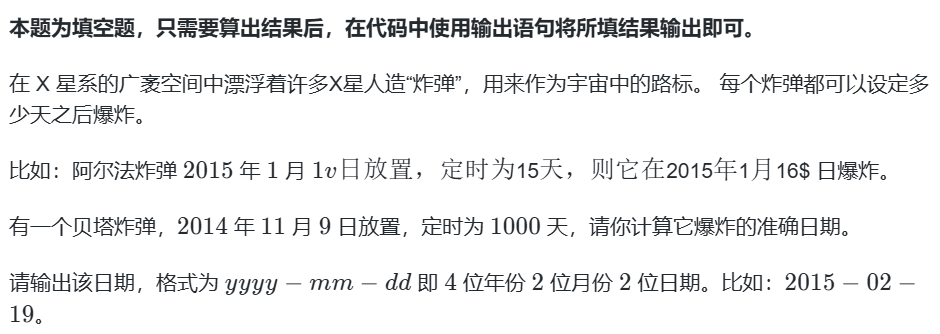 本题为填空题，只需要算出结果后，在代码中使用输出语句将所填结果输出即可。
在 X 星系的广袤空间中漂浮着许多X星人造“炸弹”，用来作为宇宙中的路标。 每个炸弹都可以设定多
少天之后爆炸。
比如：阿尔法炸弹 2015 年 1 月 1v日放置，定时为15天，则它在2015年1月16$ 日爆炸。
有一个贝塔炸弹，2014 年 11 月 9 日放置，定时为 1000 天，请你计算它爆炸的准确日期。
请输出该日期，格式为 yyyy − mm − dd 即 4 位年份 2 位月份 2 位日期。比如：2015 − 02 −
19。